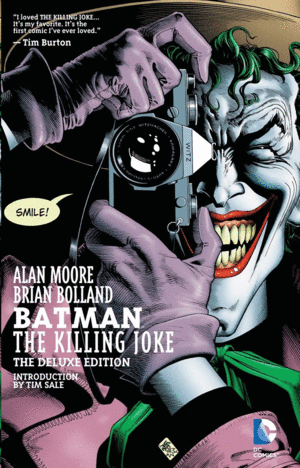 "I loved THE KILLING JOKE...
It's my favorite. It's the
first comic I've ever loved."
— Tim Burton
WITZ
SMILE!
ALAN MOORE
BRIAN BOLLAND
BATMAN
THE KILLING JOKE
THE DELUXE EDITION
INTRODUCTION
BY TIM SALE
DC
COMICS